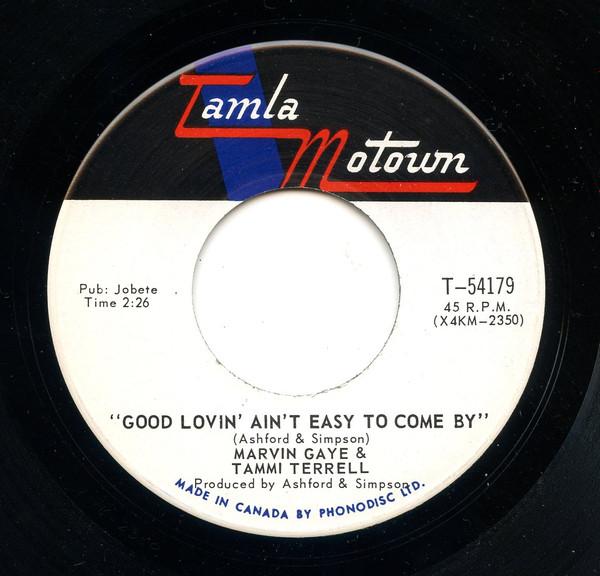 Tamla
Motown
Pub: Jobete
Time 2:26
T-54179
45 R.P.M.
(X4KM-2350)
"GOOD LOVIN' AIN'T EASY TO COME BY"
(Ashford & Simpson)
MARVIN GAYE &
TAMMI TERRELL
Produced by Ashford & Simpson
MADE IN CANADA BY PHONODISC LTD.